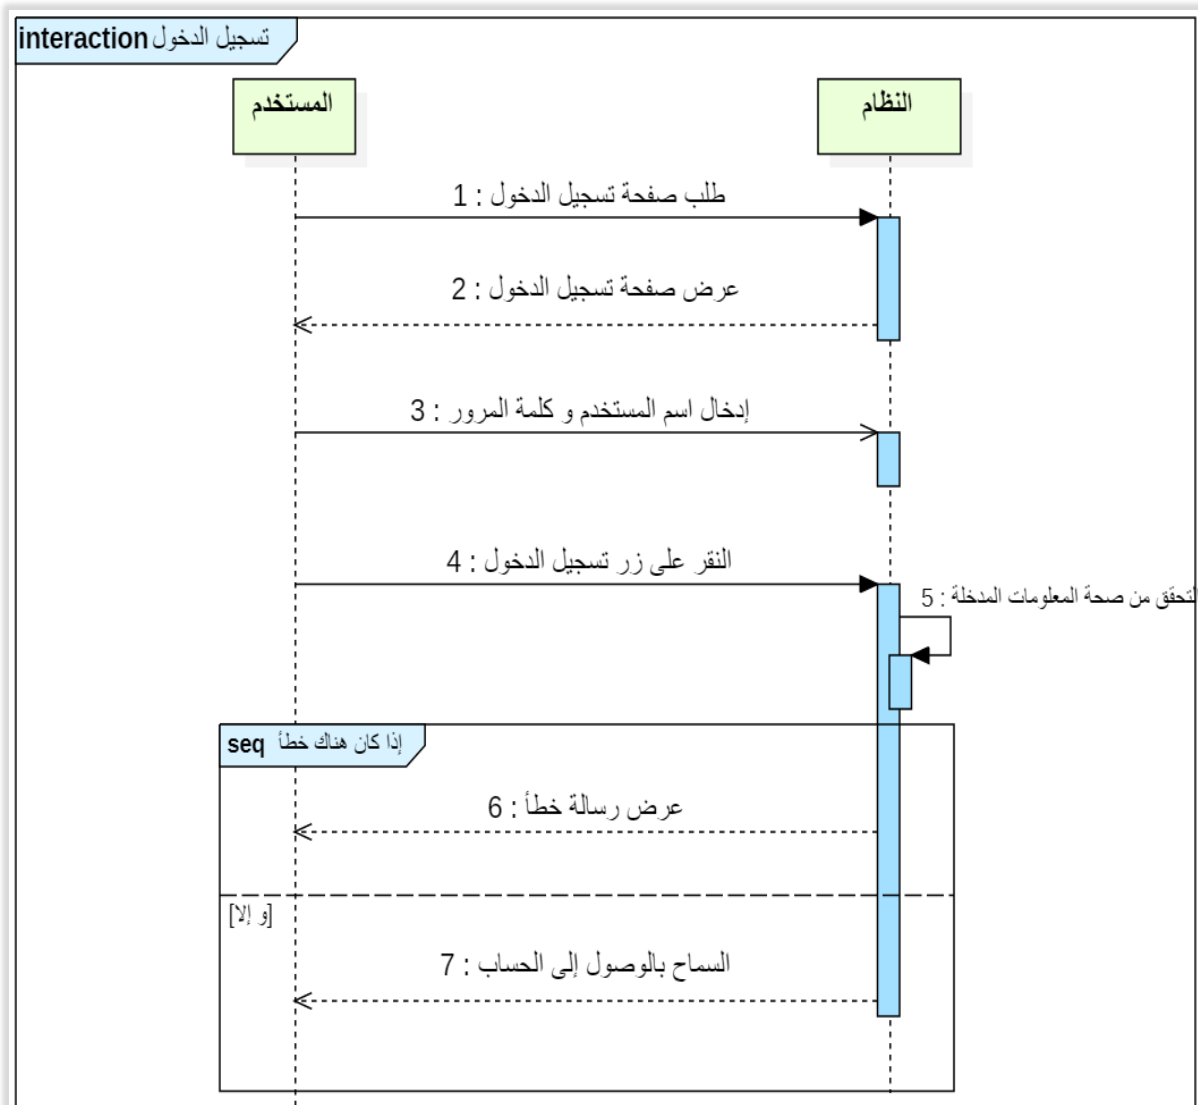 interaction تسجيل الدخول
المستخدم
النظام
1 : طلب صفحة تسجيل الدخول
2 : عرض صفحة تسجيل الدخول
3 : إدخال اسم المستخدم و كلمة المرور
4 : النقر على زر تسجيل الدخول
5 : التحقق من صحة المعلومات المدخلة
seq إذا كان هناك خطأ
6 : عرض رسالة خطأ
[و إلا]
7 : السماح بالوصول إلى الحساب